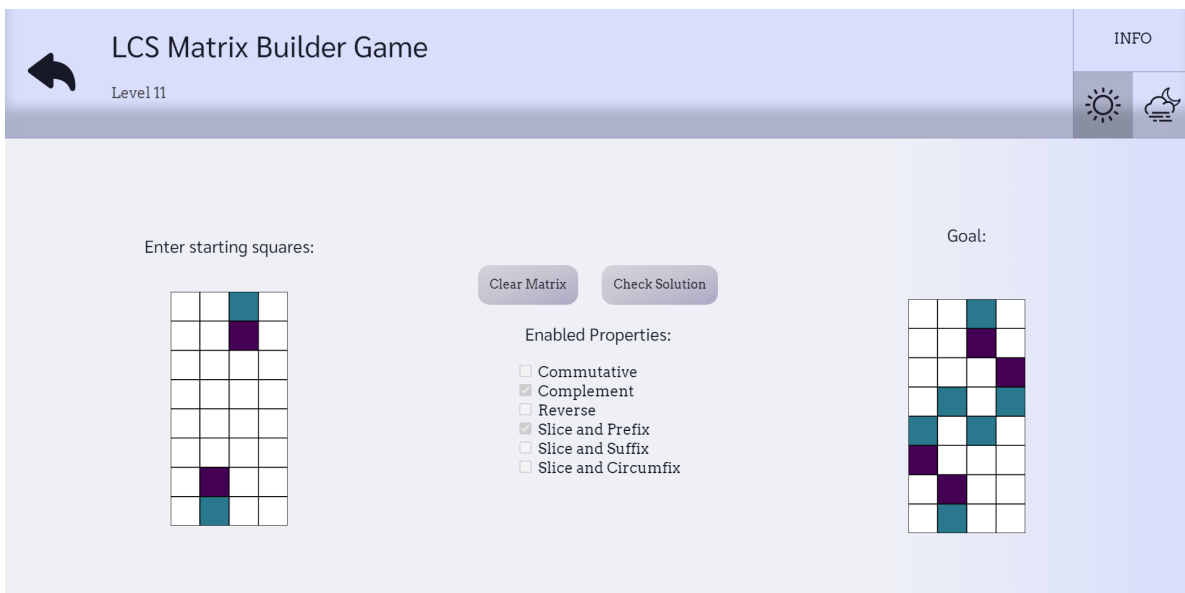 LCS Matrix Builder Game
INFO
Level 11
Enter starting squares:
Goal:
Clear Matrix
Check Solution
Enabled Properties:
Commutative
Complement
Reverse
Slice and Prefix
Slice and Suffix
Slice and Circumfix